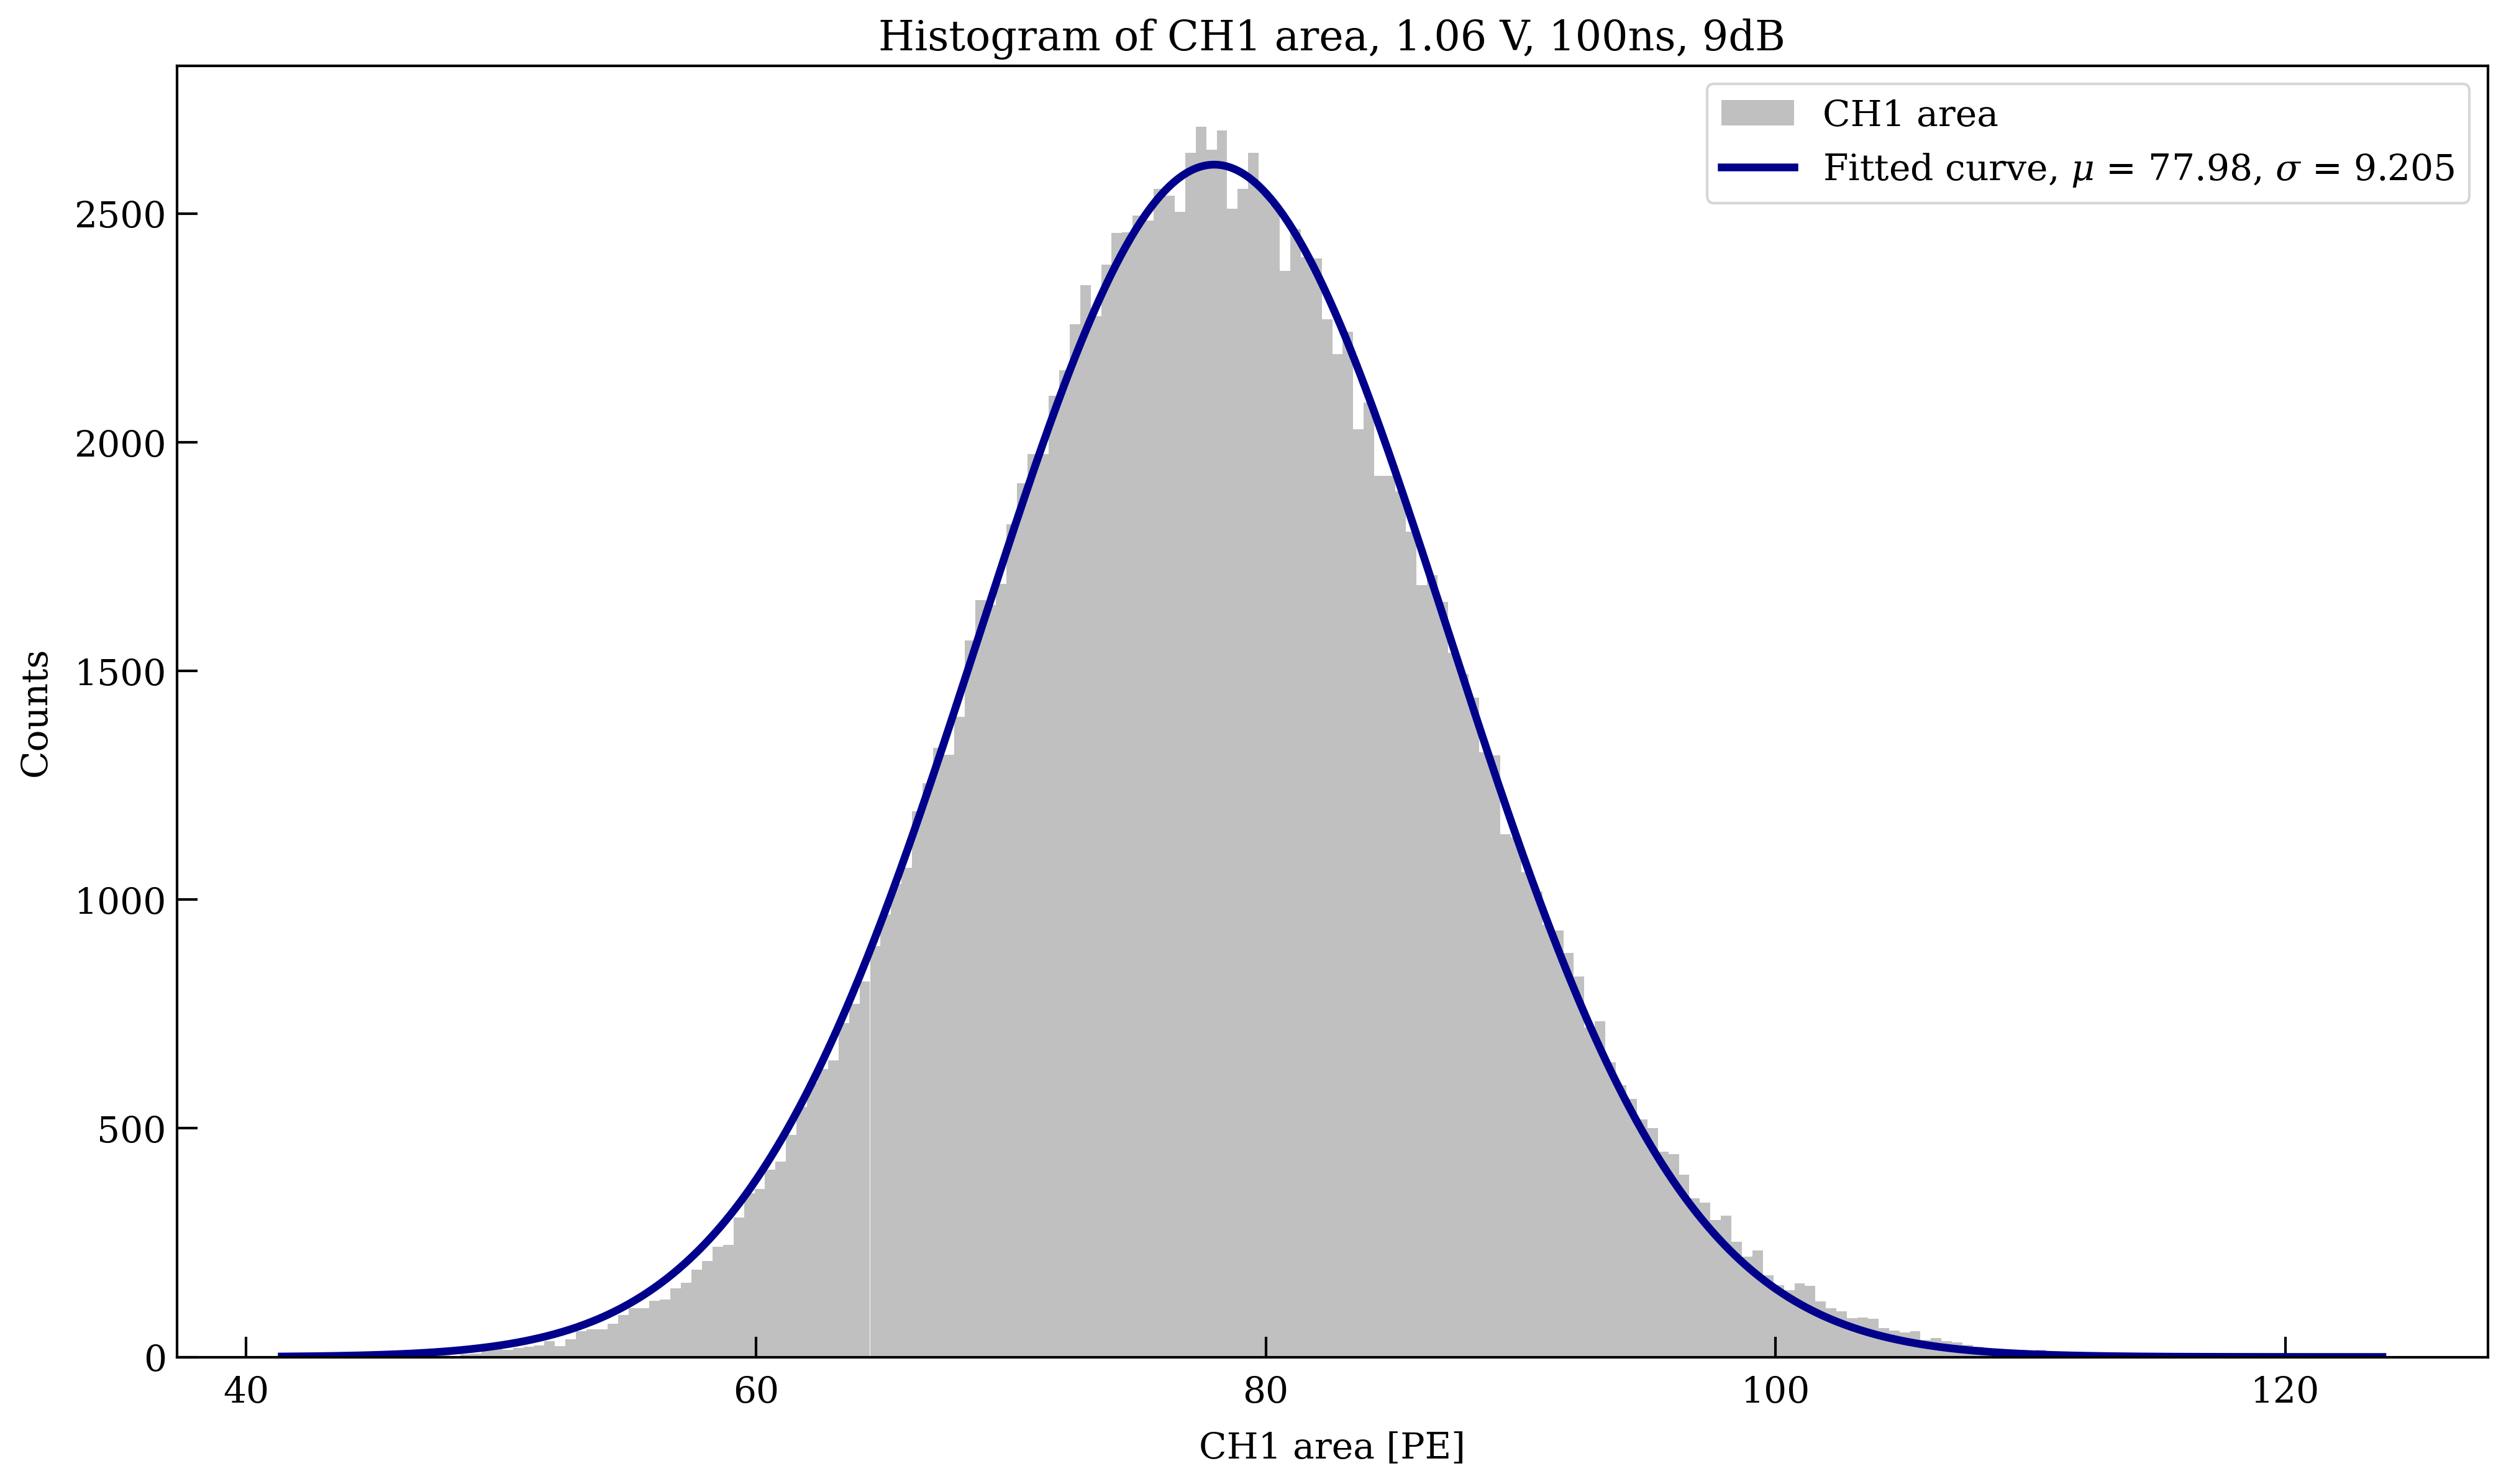 Histogram of CH1 area, 1.06 V, 100ns, 9dB
CH1 area
Fitted curve, μ = 77.98, σ = 9.205
2500
2000
1500
1000
500
0
Counts
40 60 80 100 120
CH1 area [PE]